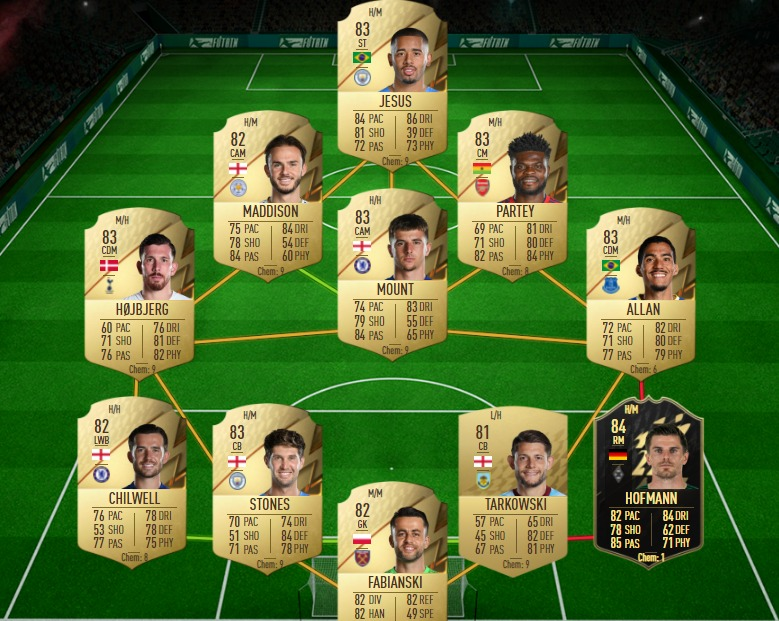 FUTBIN
FUTBIN
H/M
83
ST
JESUS
84 PAC 86 DRI
81 SHO 39 DEF
72 PAS 73 PHY
Chem: 9
H/M
82
CAM
MADDISON
75 PAC 84 DRI
78 SHO 54 DEF
84 PAS 60 PHY
Chem: 9
H/M
83
CM
PARTEY
69 PAC 81 DRI
71 SHO 80 DEF
82 PAS 84 PHY
Chem: 8
H/H
83
CAM
MOUNT
74 PAC 83 DRI
79 SHO 55 DEF
84 PAS 65 PHY
Chem: 9
M/H
83
CDM
HØJBJERG
60 PAC 76 DRI
71 SHO 81 DEF
76 PAS 82 PHY
Chem: 9
M/H
83
CDM
ALLAN
72 PAC 82 DRI
71 SHO 80 DEF
77 PAS 79 PHY
Chem: 6
H/H
82
LWB
CHILWELL
76 PAC 78 DRI
53 SHO 78 DEF
77 PAS 75 PHY
Chem: 8
H/M
83
CB
STONES
70 PAC 74 DRI
51 SHO 84 DEF
71 PAS 78 PHY
Chem: 9
L/H
81
CB
TARKOWSKI
57 PAC 65 DRI
45 SHO 82 DEF
67 PAS 81 PHY
Chem: 9
H/M
84
RM
HOFMANN
82 PAC 84 DRI
78 SHO 62 DEF
85 PAS 71 PHY
Chem: 1
M/M
82
GK
FABIANSKI
82 DIV 82 REF
82 HAN 49 SPE